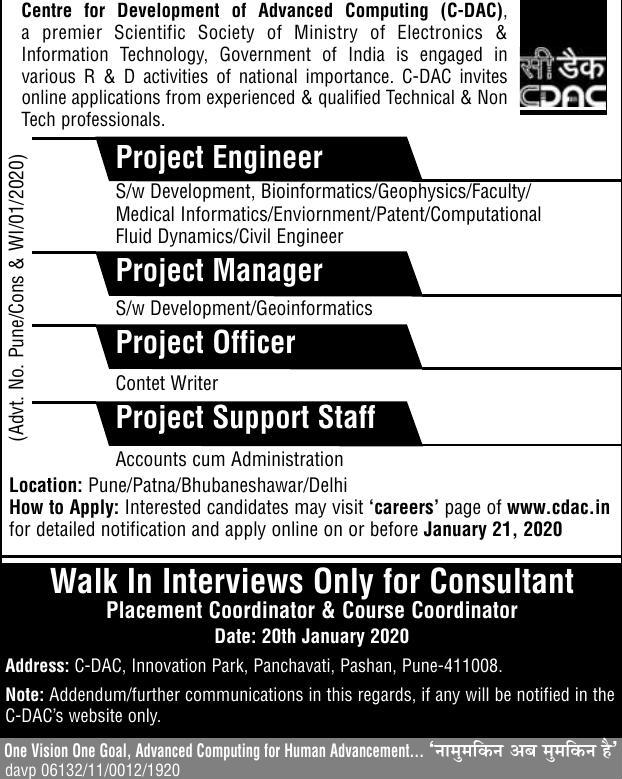 Centre for Development of Advanced Computing (C-DAC),
a premier Scientific Society of Ministry of Electronics &
Information Technology, Government of India is engaged in
various R & D activities of national importance. C-DAC invites
online applications from experienced & qualified Technical & Non
Tech professionals.
सी डैक
CDAC
(Advt. No. Pune/Cons & WI/01/2020)
Project Engineer
S/w Development, Bioinformatics/Geophysics/Faculty/
Medical Informatics/Enviornment/Patent/Computational
Fluid Dynamics/Civil Engineer
Project Manager
S/w Development/Geoinformatics
Project Officer
Contet Writer
Project Support Staff
Accounts cum Administration
Location: Pune/Patna/Bhubaneshawar/Delhi
How to Apply: Interested candidates may visit ‘careers’ page of www.cdac.in
for detailed notification and apply online on or before January 21, 2020
Walk In Interviews Only for Consultant
Placement Coordinator & Course Coordinator
Date: 20th January 2020
Address: C-DAC, Innovation Park, Panchavati, Pashan, Pune-411008.
Note: Addendum/further communications in this regards, if any will be notified in the
C-DAC’s website only.
One Vision One Goal, Advanced Computing for Human Advancement... ‘नामुमकिन अब मुमकिन है’
davp 06132/11/0012/1920